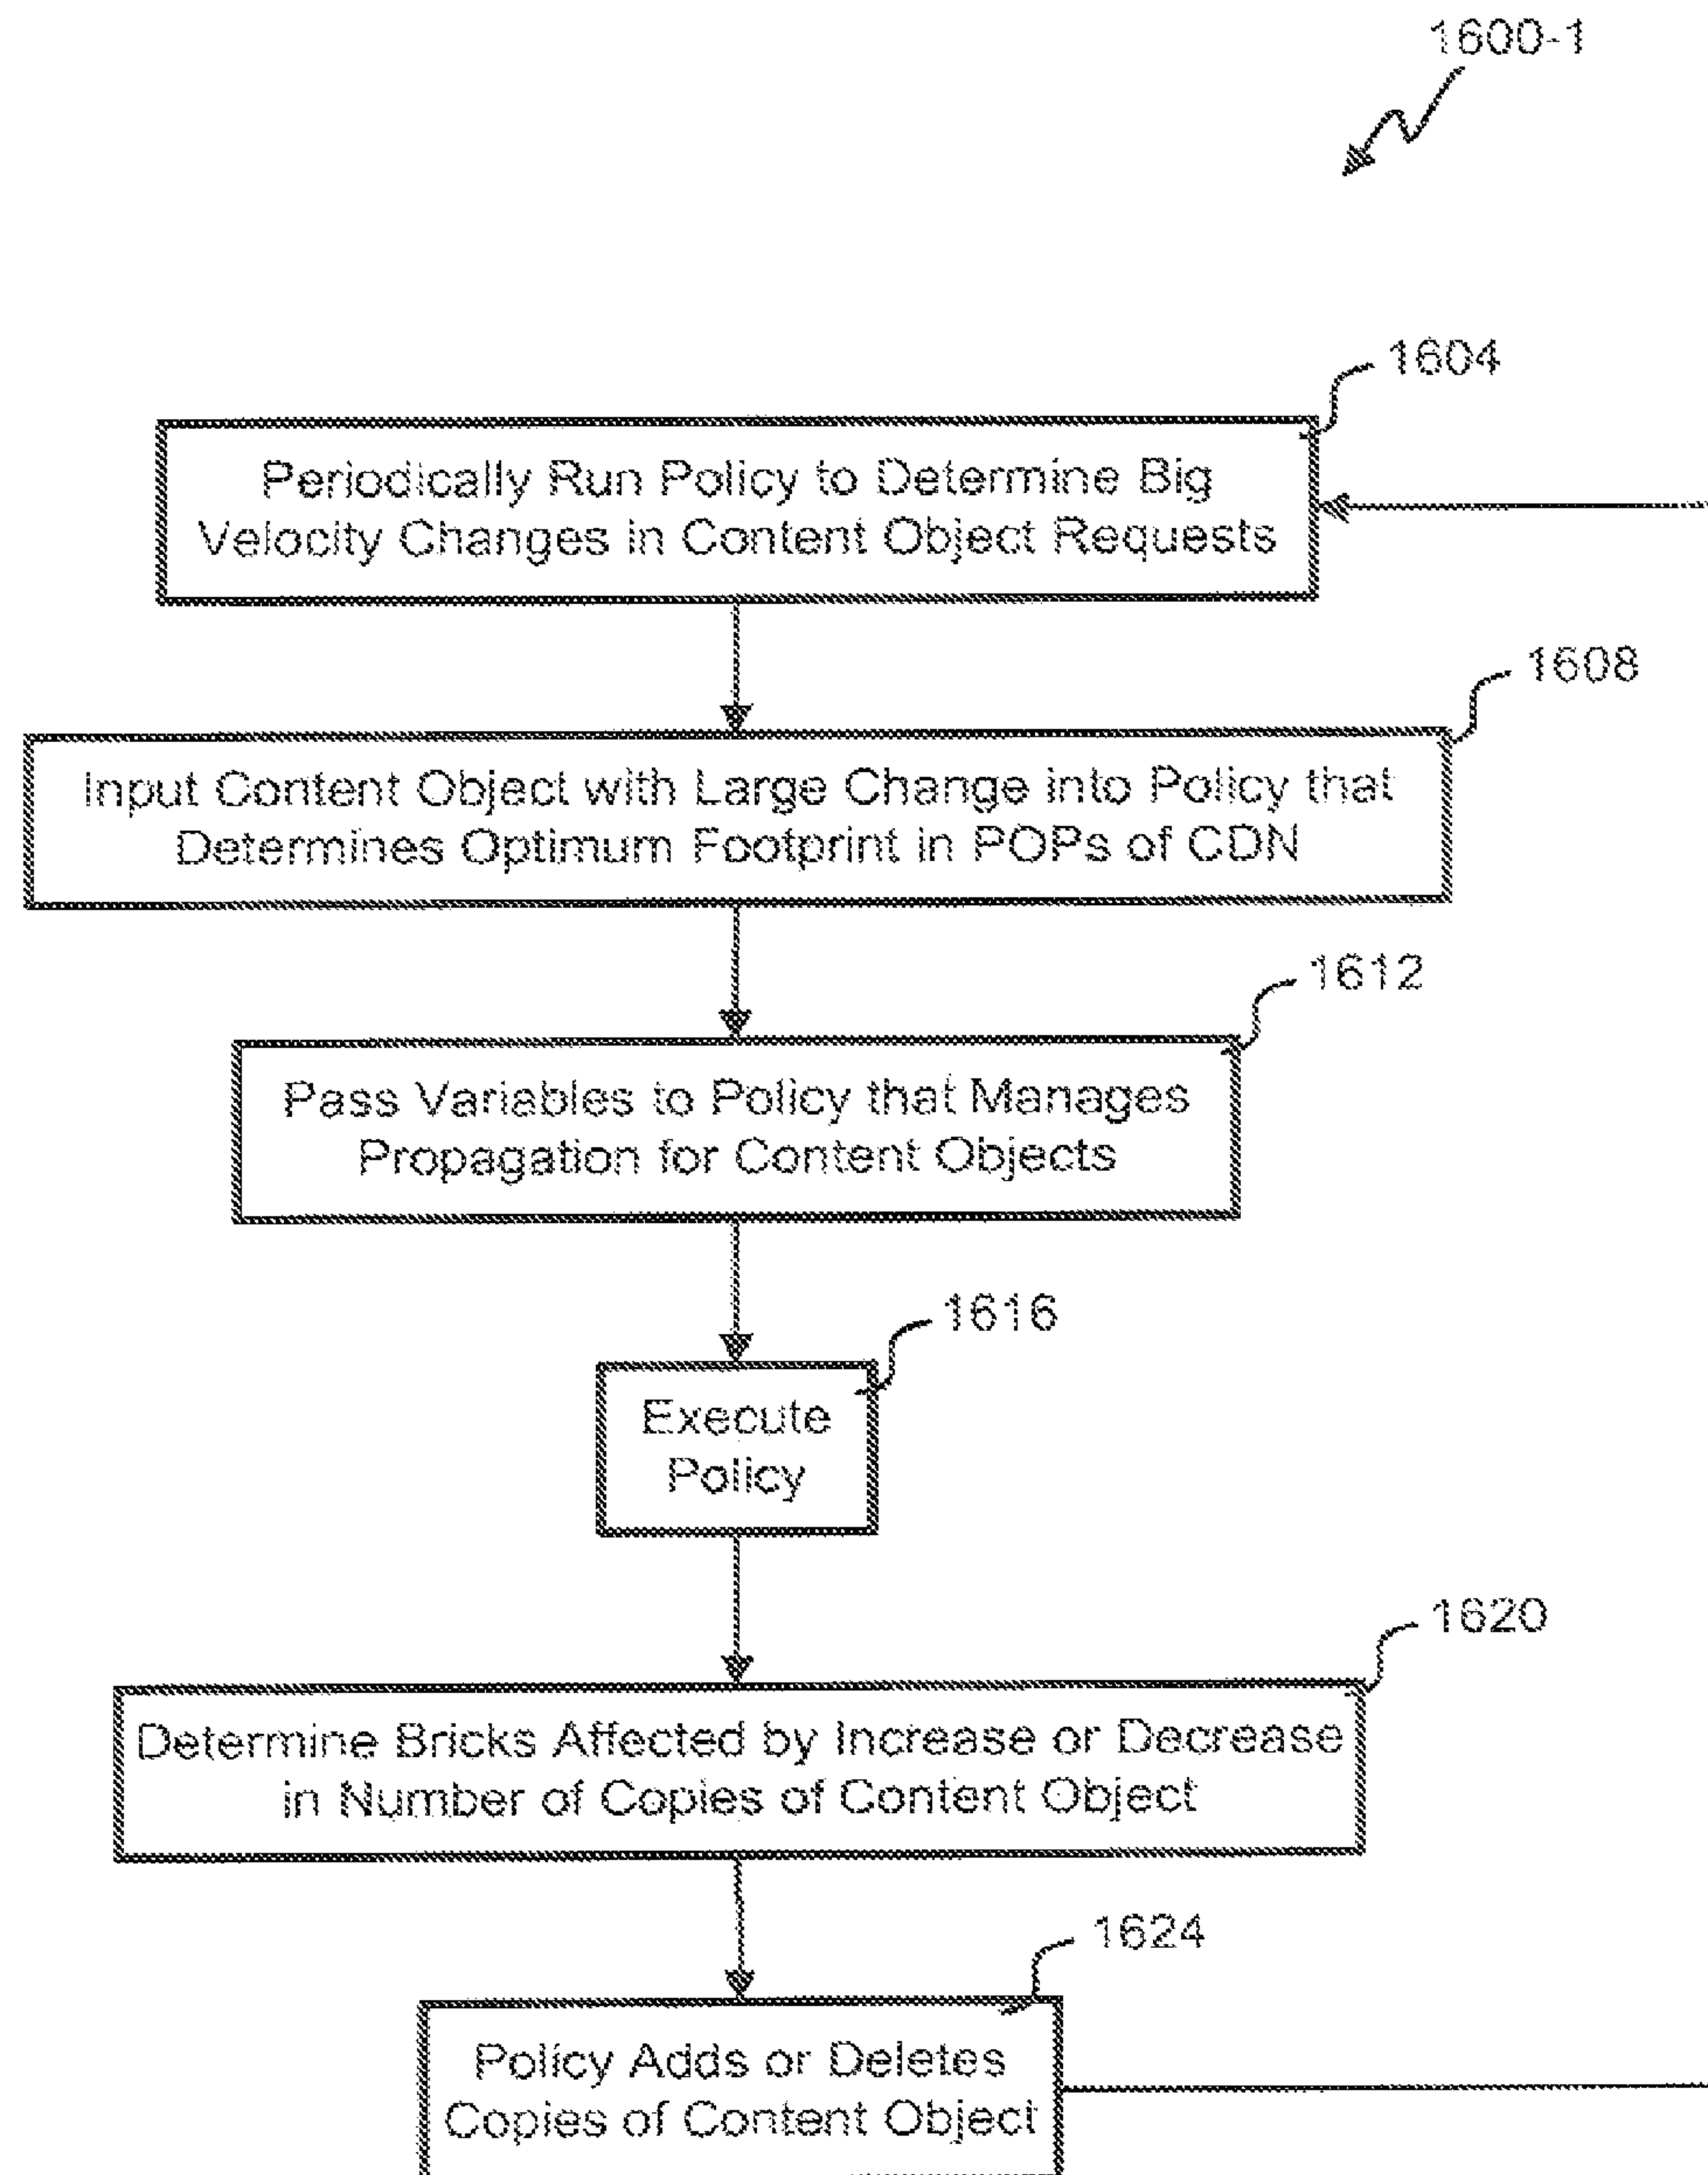 1600-1
1604
Periodically Run Policy to Determine Big
Velocity Changes in Content Object Requests
1608
Input Content Object with Large Change into Policy that
Determines Optimum Footprint in POPs of CDN
1612
Pass Variables to Policy that Manages
Propagation for Content Objects
1616
Execute
Policy
1620
Determine Bricks Affected by Increase or Decrease
in Number of Copies of Content Object
1624
Policy Adds or Deletes
Copies of Content Object